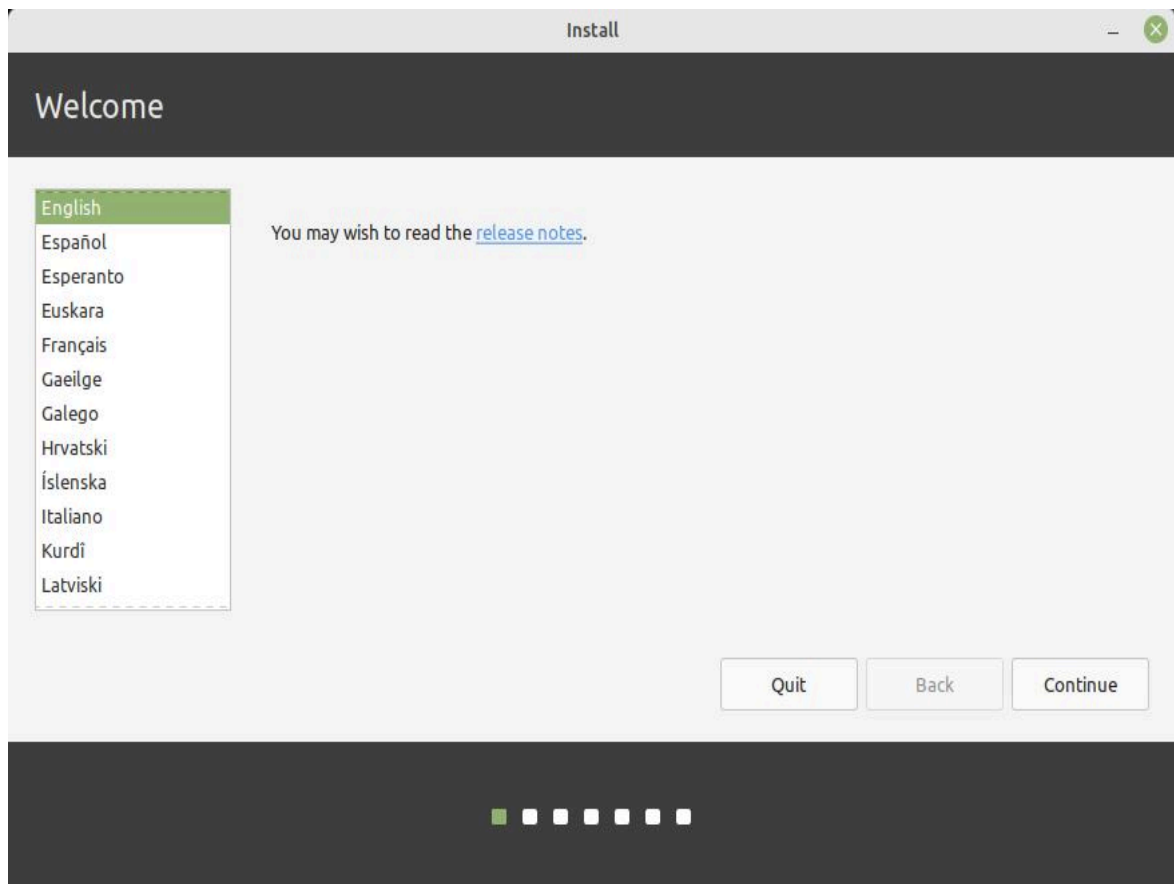 Install
Welcome
English
Español
Esperanto
Euskara
Français
Gaeilge
Galego
Hrvatski
Íslenska
Italiano
Kurdî
Latviski
You may wish to read the release notes.
Quit
Back
Continue